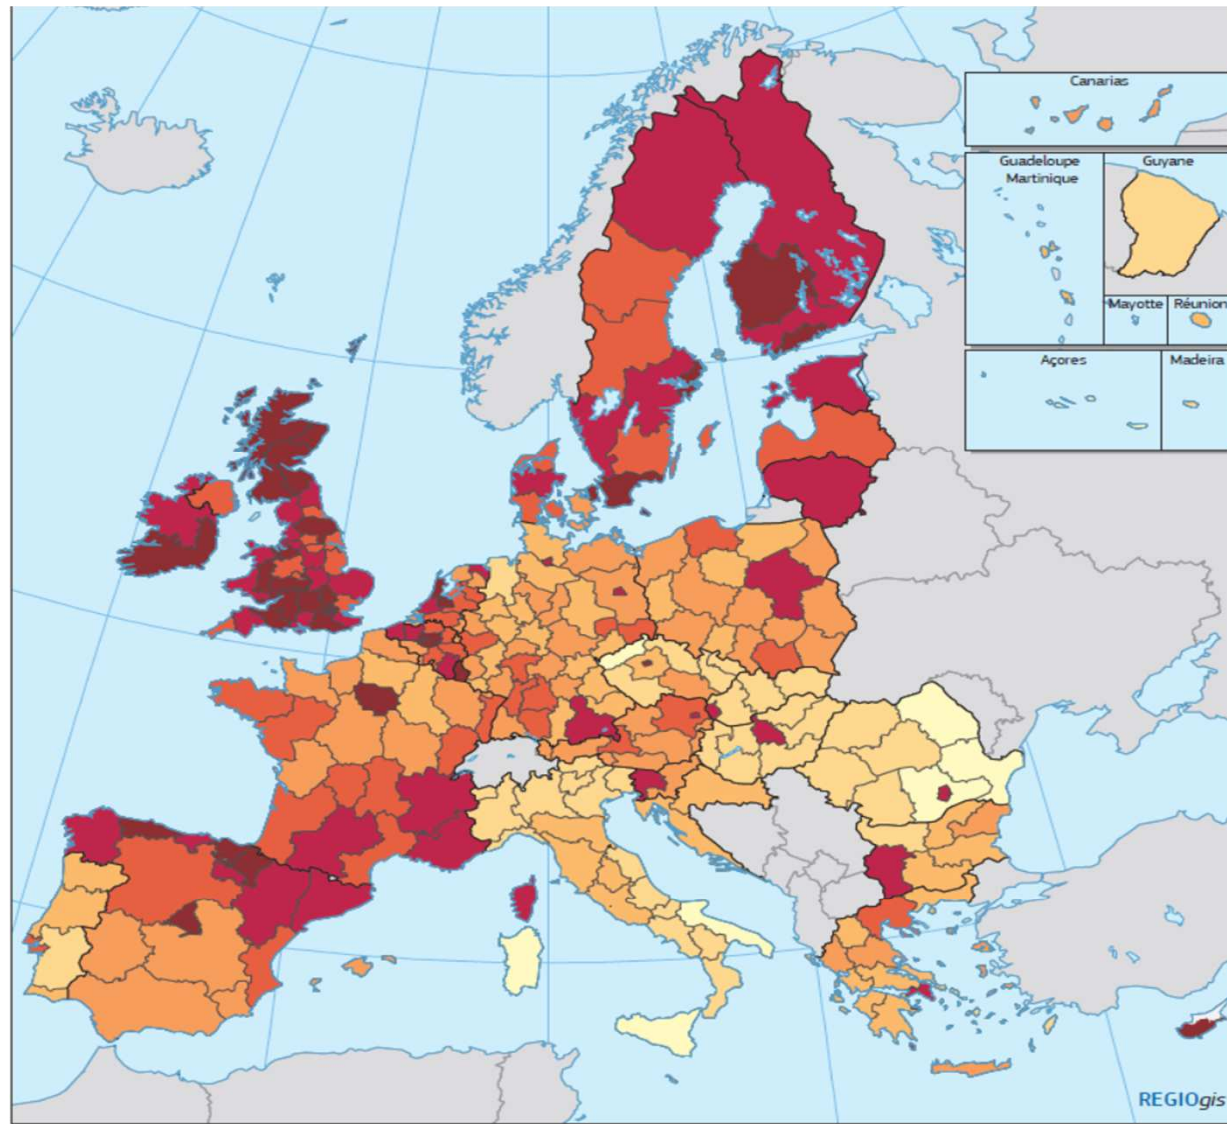 Canarias
Guadeloupe
Martinique
Guyane
Mayotte
Réunion
Açores
Madeira
REGIOgis